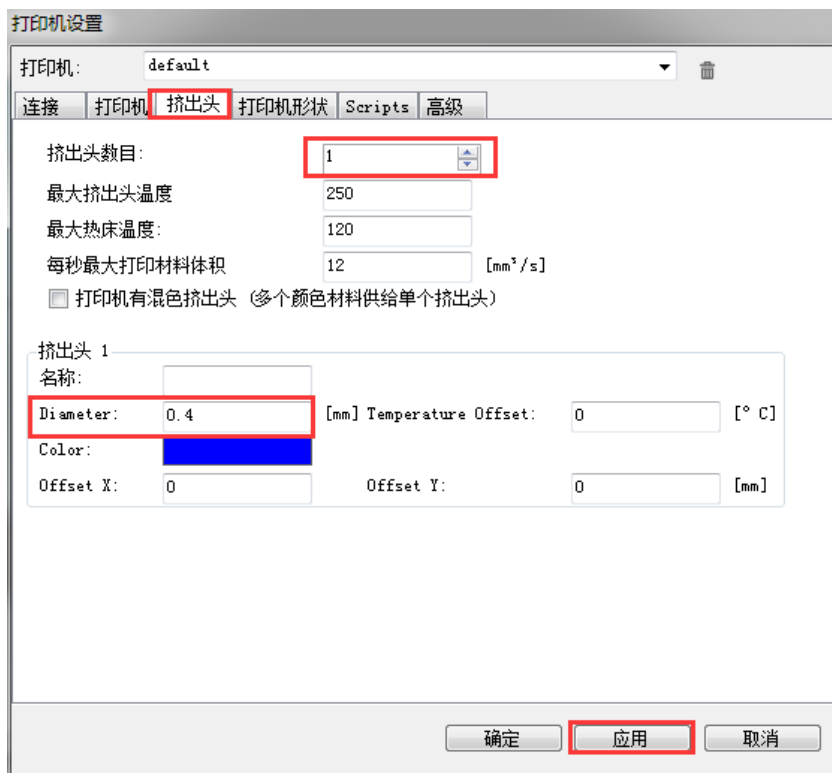 打印机设置
打印机: default
连接 打印机 挤出头 打印机形状 Scripts 高级
挤出头数目: 1
最大挤出头温度 250
最大热床温度: 120
每秒最大打印材料体积 12 [mm³/s]
打印机有混色挤出头 (多个颜色材料供给单个挤出头)
挤出头 1
名称:
Diameter: 0.4 [mm] Temperature Offset: 0 [° C]
Color:
Offset X: 0 Offset Y: 0 [mm]
确定 应用 取消